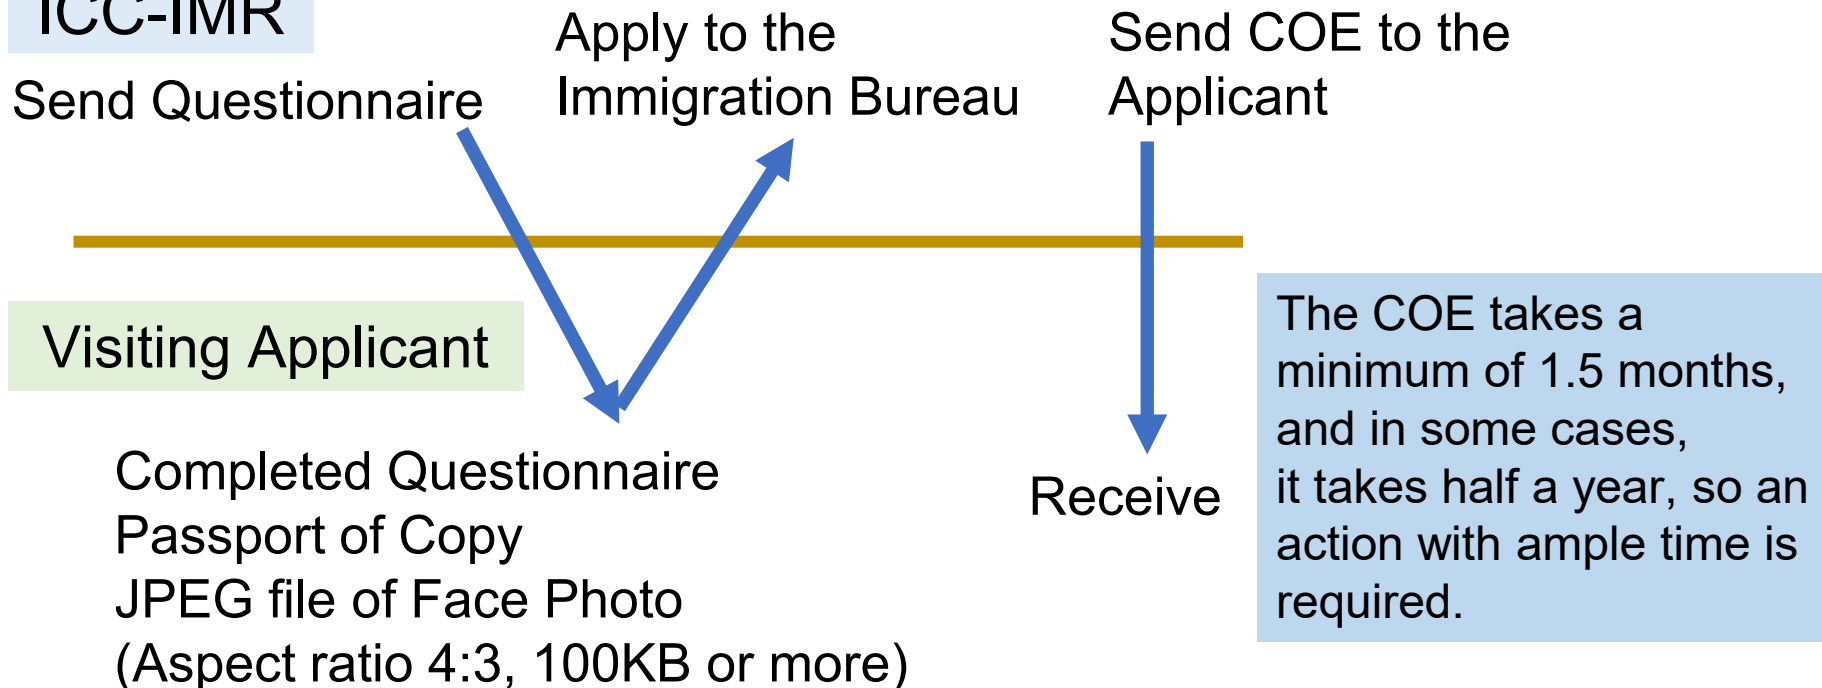 ICC-IMR
Send Questionnaire
Apply to the
Immigration Bureau
Send COE to the
Applicant
Visiting Applicant
Completed Questionnaire
Passport of Copy
JPEG file of Face Photo
(Aspect ratio 4:3, 100KB or more)
Receive
The COE takes a
minimum of 1.5 months,
and in some cases,
it takes half a year, so an
action with ample time is
required.